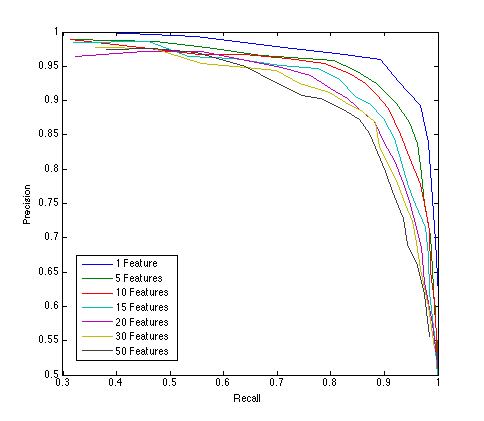 1
0.95
0.9
0.85
0.8
0.75
0.7
0.65
0.6
0.55
0.5
Precision
1 Feature
5 Features
10 Features
15 Features
20 Features
30 Features
50 Features
0.3 0.4 0.5 0.6 0.7 0.8 0.9 1
Recall